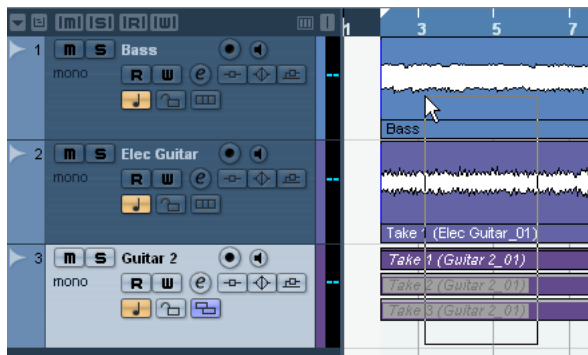 M S R W 1 3 5 7
1 m S Bass
mono R W e
Bass
2 m S Elec Guitar
mono R W e
Take 1 (Elec Guitar_01)
3 m S Guitar 2
Take 1 (Guitar 2_01)
mono R W e
Take 2 (Guitar 2_01)
Take 3 (Guitar 2_01)